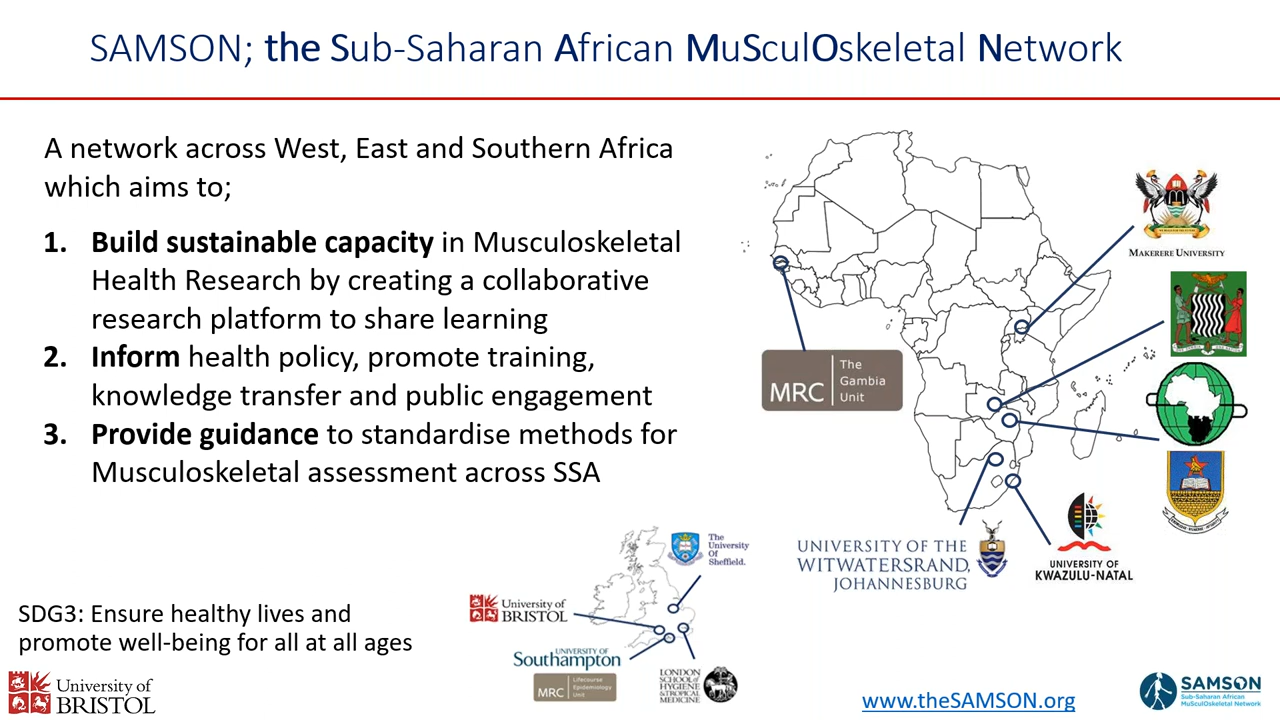 SAMSON; the Sub-Saharan African MuSculOskeletal Network
A network across West, East and Southern Africa
which aims to;
1. Build sustainable capacity in Musculoskeletal
Health Research by creating a collaborative
research platform to share learning
2. Inform health policy, promote training,
knowledge transfer and public engagement
3. Provide guidance to standardise methods for
Musculoskeletal assessment across SSA
SDG3: Ensure healthy lives and
promote well-being for all at all ages
University of
BRISTOL
MAKERERE UNIVERSITY
MRC
The
Gambia
Unit
UNIVERSITY OF THE
WITWATERSRAND,
JOHANNESBURG
UNIVERSITY OF
KWAZULU-NATAL
The
University
Of
Sheffield.
University of
BRISTOL
UNIVERSITY OF
Southampton
MRC
Lifecourse
Epidemiology
Unit
LONDON
SCHOOL of
HYGIENE
&TROPICAL
MEDICINE
www.theSAMSON.org
SAMSON
Sub-Saharan African
MuSculOskeletal Network